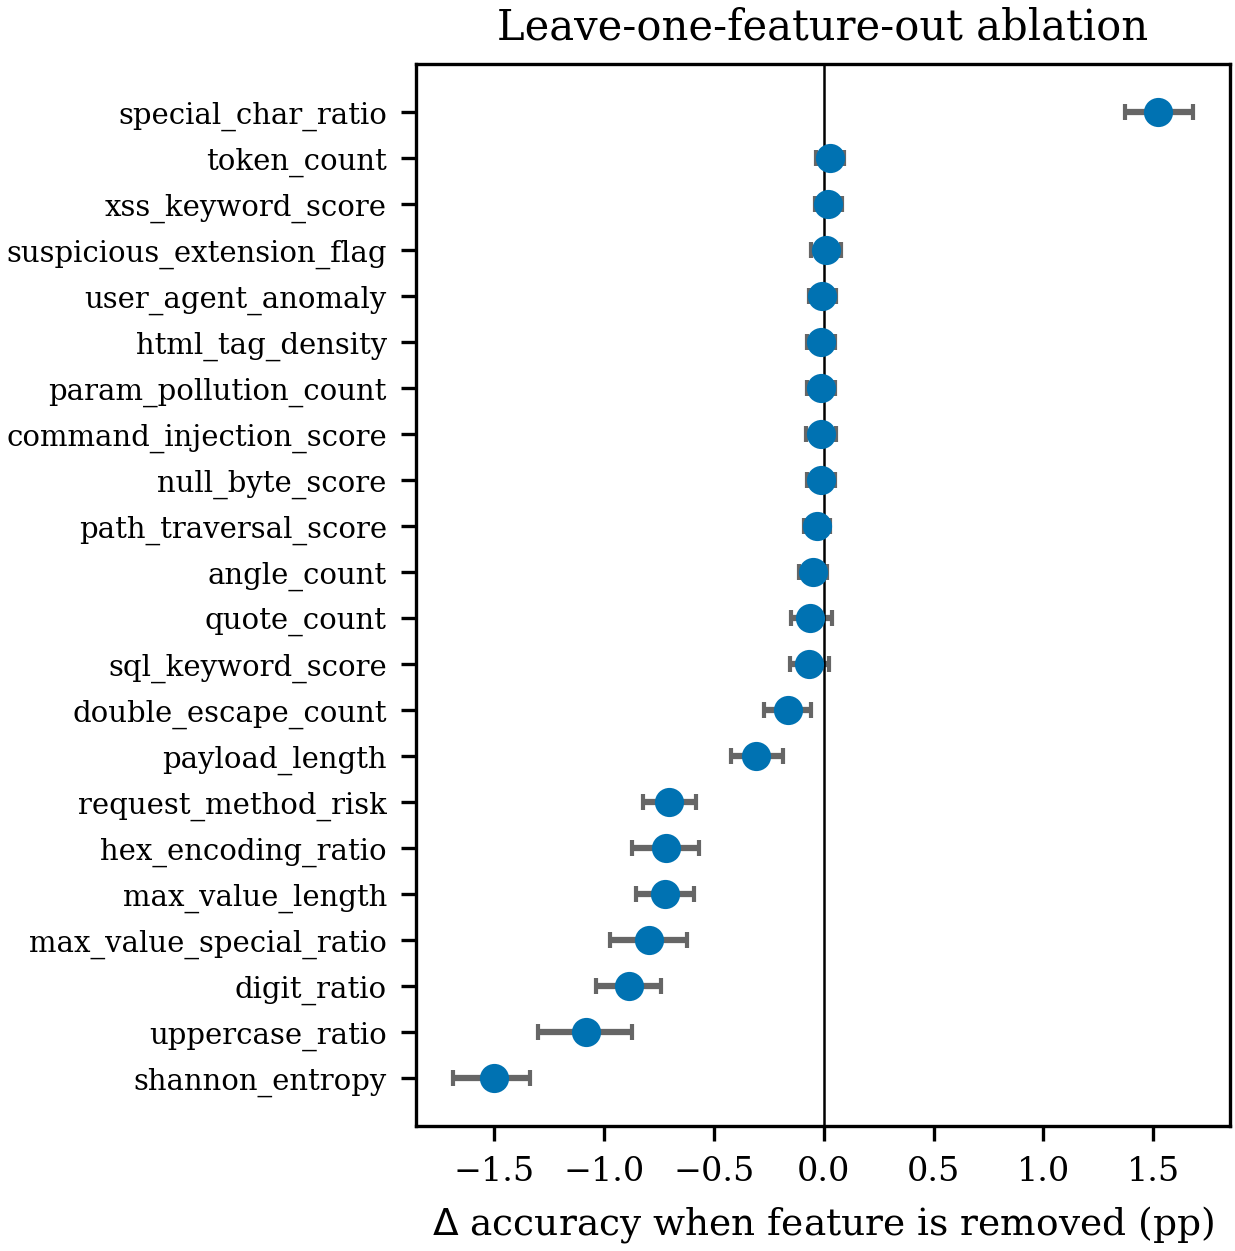 Leave-one-feature-out ablation
special_char_ratio
token_count
xss_keyword_score
suspicious_extension_flag
user_agent_anomaly
html_tag_density
param_pollution_count
command_injection_score
null_byte_score
path_traversal_score
angle_count
quote_count
sql_keyword_score
double_escape_count
payload_length
request_method_risk
hex_encoding_ratio
max_value_length
max_value_special_ratio
digit_ratio
uppercase_ratio
shannon_entropy
−1.5 −1.0 −0.5 0.0 0.5 1.0 1.5
Δ accuracy when feature is removed (pp)